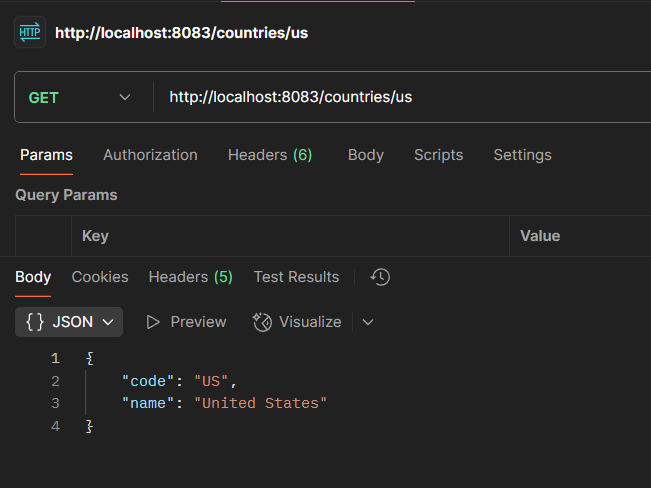 HTTP http://localhost:8083/countries/us
GET http://localhost:8083/countries/us
Params Authorization Headers (6) Body Scripts Settings
Query Params
Key Value
Body Cookies Headers (5) Test Results
{} JSON Preview Visualize
1 {
2 "code": "US",
3 "name": "United States"
4 }